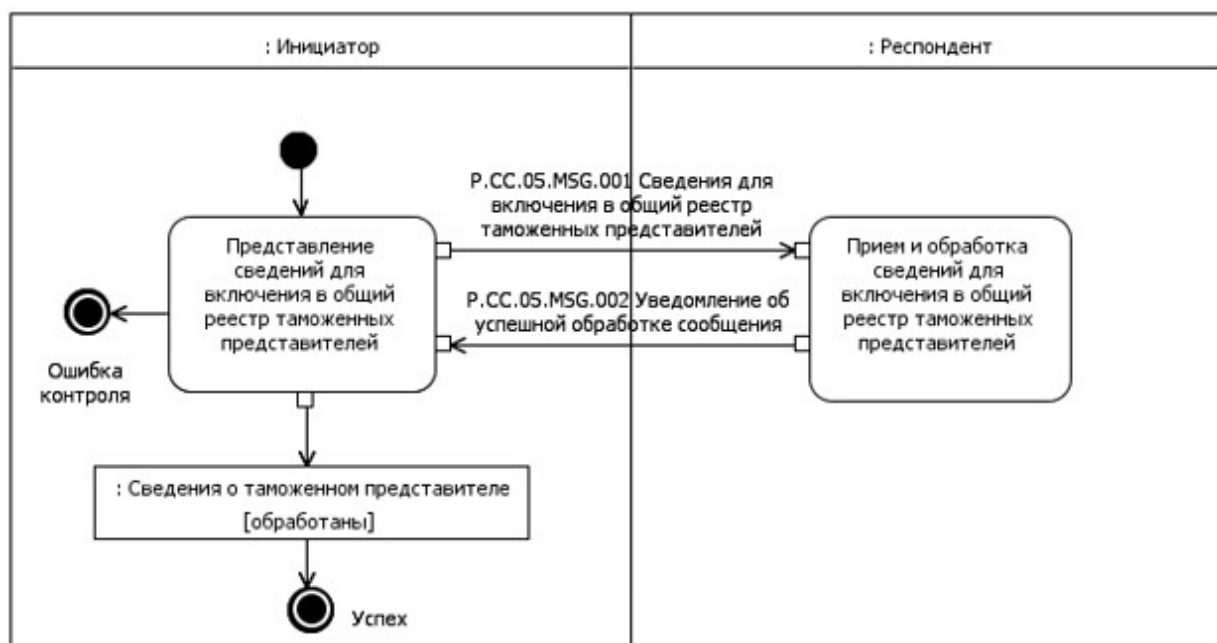 : Инициатор
: Респондент
P.CC.05.MSG.001 Сведения для
включения в общий реестр
таможенных представителей
Представление
сведений для
включения в общий
реестр таможенных
представителей
Прием и обработка
сведений для
включения в общий
реестр таможенных
представителей
P.CC.05.MSG.002 Уведомление об
успешной обработке сообщения
Ошибка
контроля
: Сведения о таможенном представителе
[обработаны]
Успех